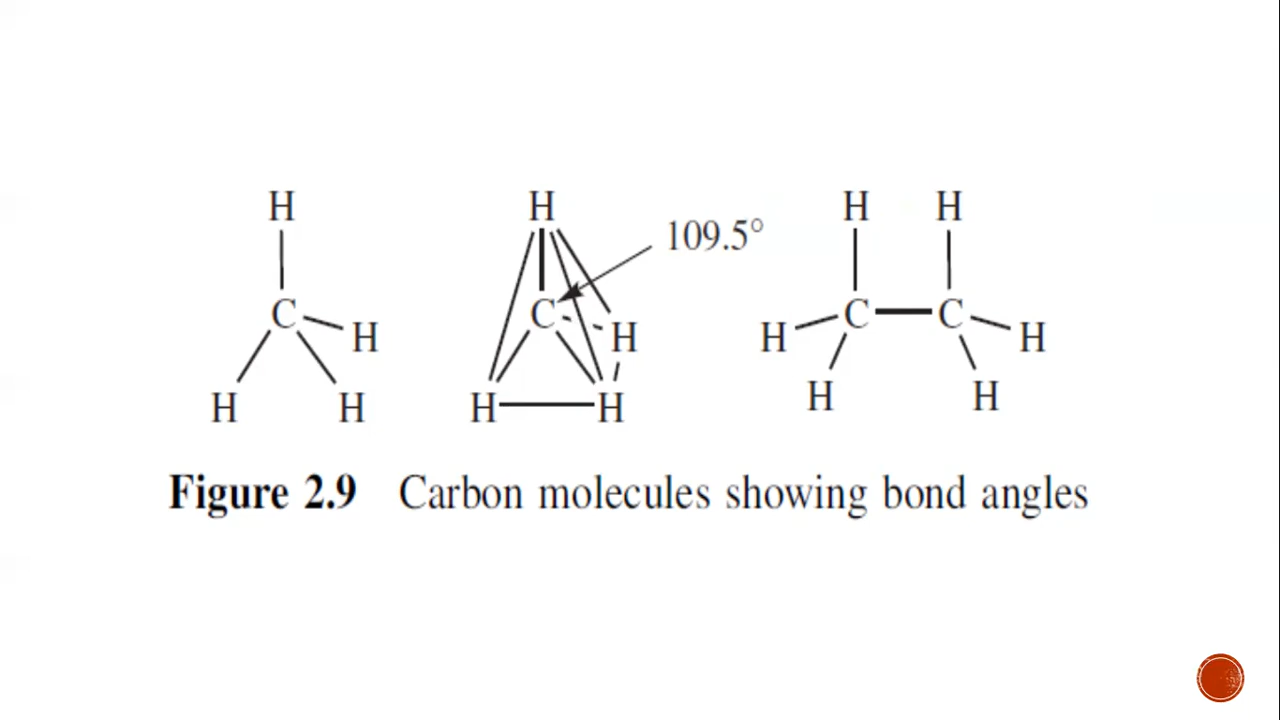 H H H H
109.5°
C C C C
H H H H
H H H H H H
Figure 2.9 Carbon molecules showing bond angles